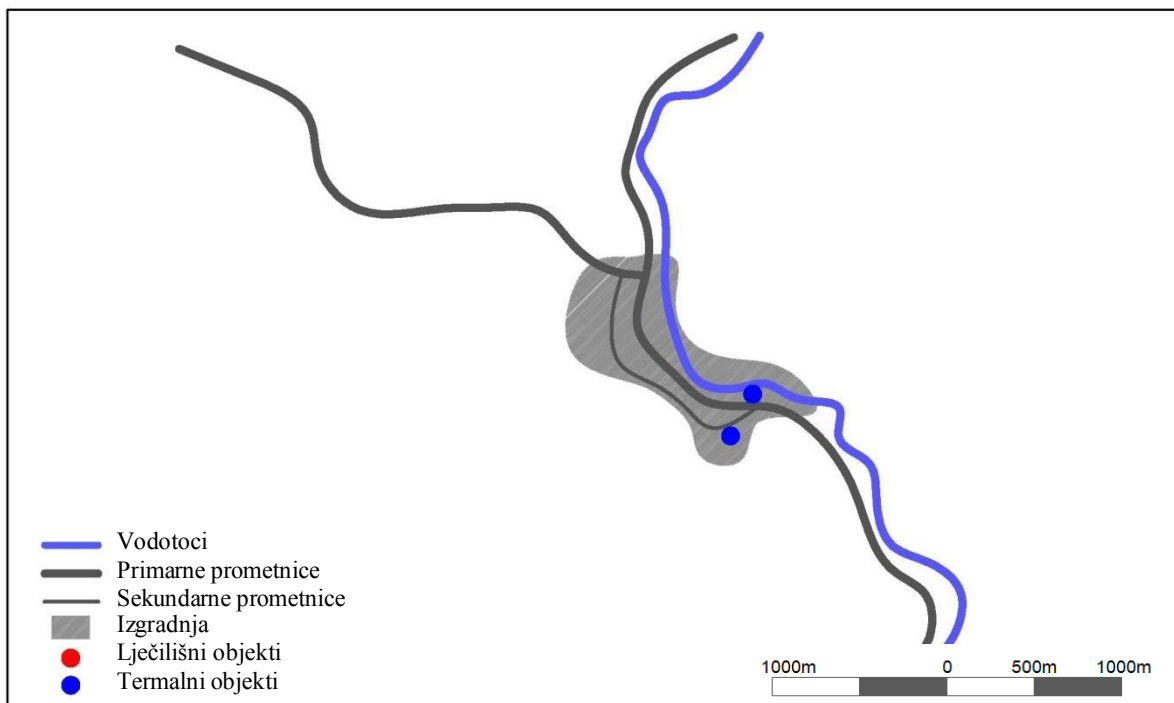 Vodotoci
Primarne prometnice
Sekundarne prometnice
Izgradnja
Lječilišni objekti
Termalni objekti
1000m 0 500m 1000m